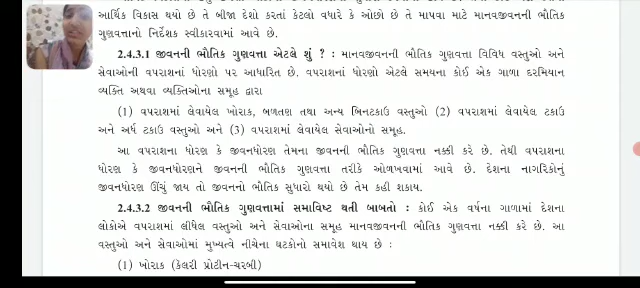 આર્થિક વિકાસ થયો છે તે બીજા દેશો કરતાં કેટલો વધારે કે ઓછો છે તે માપવા માટે માનવજીવનની ભૌતિક
ગુણવત્તાનો નિર્દેશક સ્વીકારવામાં આવે છે.
2.4.3.1 જીવનની ભૌતિક ગુણવત્તા એટલે શું ? : માનવજીવનની ભૌતિક ગુણવત્તા વિવિધ વસ્તુઓ અને
સેવાઓની વપરાશનાં ધોરણો પર આધારિત છે. વપરાશનાં ધોરણો એટલે સમયના કોઈ એક ગાળા દરમિયાન
વ્યક્તિ અથવા વ્યક્તિઓના સમૂહ દ્વારા
(1) વપરાશમાં લેવાયેલ ખોરાક, બળતણ તથા અન્ય બિનટકાઉ વસ્તુઓ (2) વપરાશમાં લેવાયેલ ટકાઉ
અને અર્ધ ટકાઉ વસ્તુઓ અને (3) વપરાશમાં લેવાયેલ સેવાઓનો સમૂહ.
આ વપરાશના ધોરણ કે જીવનધોરણ તેમના જીવનની ભૌતિક ગુણવત્તા નક્કી કરે છે. તેથી વપરાશના
ધોરણ કે જીવનધોરણને જીવનની ભૌતિક ગુણવત્તા તરીકે ઓળખવામાં આવે છે. દેશના નાગરિકોનું
જીવનધોરણ ઊંચું જાય તો જીવનનો ભૌતિક સુધારો થયો છે તેમ કહી શકાય.
2.4.3.2 જીવનની ભૌતિક ગુણવત્તામાં સમાવિષ્ટ થતી બાબતો : કોઈ એક વર્ષના ગાળામાં દેશના
લોકોએ વપરાશમાં લીધેલ વસ્તુઓ અને સેવાઓના સમૂહ માનવજીવનની ભૌતિક ગુણવત્તા નક્કી કરે છે. આ
વસ્તુઓ અને સેવાઓમાં મુખ્યત્વે નીચેના ઘટકોનો સમાવેશ થાય છે :
(1) ખોરાક (કેલરી પ્રોટીન-ચરબી)